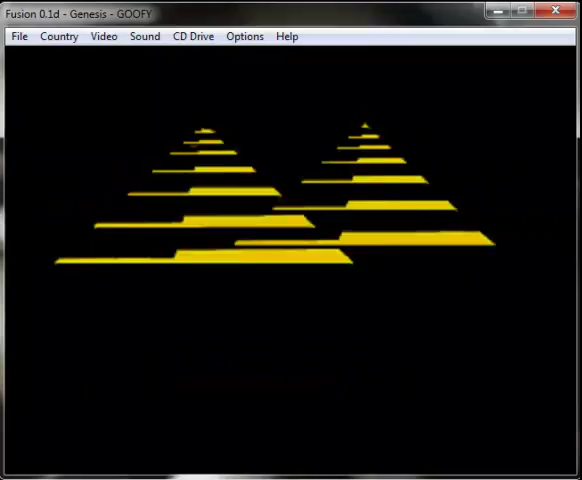 Fusion 0.1d - Genesis - GOOFY
File Country Video Sound CD Drive Options Help